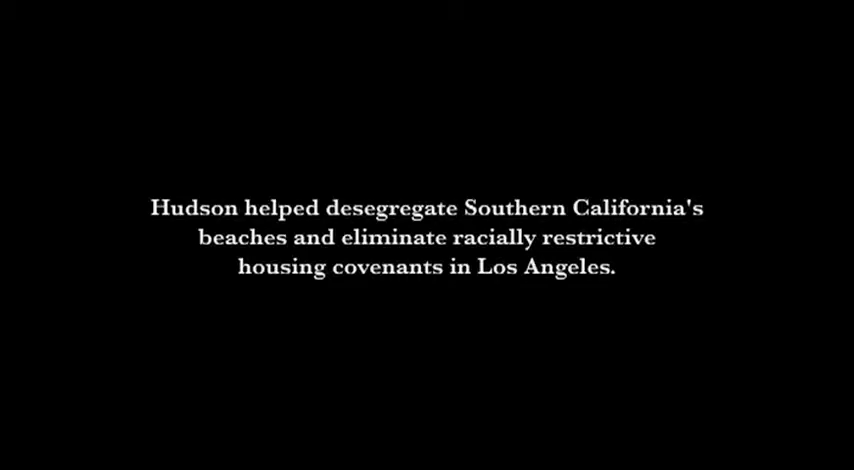 Hudson helped desegregate Southern California's
beaches and eliminate racially restrictive
housing covenants in Los Angeles.